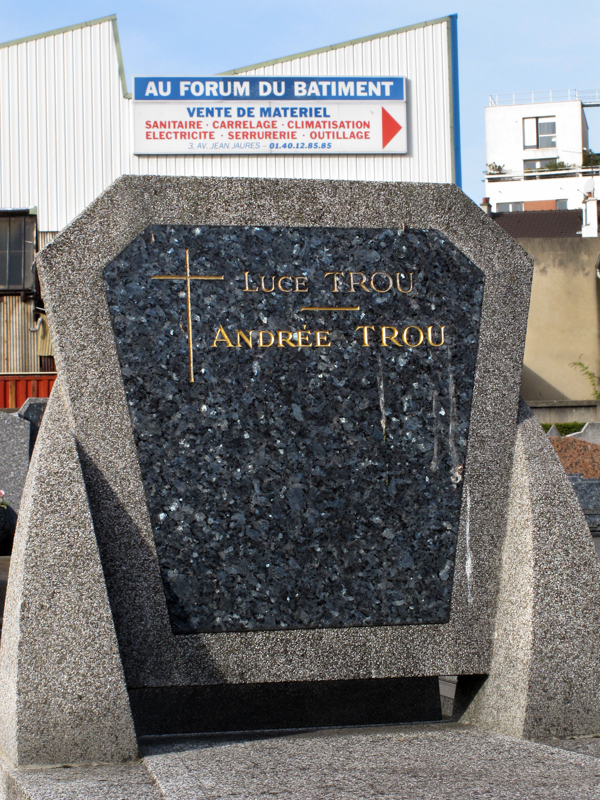 AU FORUM DU BATIMENT
VENTE DE MATERIEL
SANITAIRE · CARRELAGE · CLIMATISATION
ELECTRICITE · SERRURERIE · OUTILLAGE
3, AV. JEAN JAURES – 01.40.12.85.85
LUCE TROU
ANDRÉE TROU